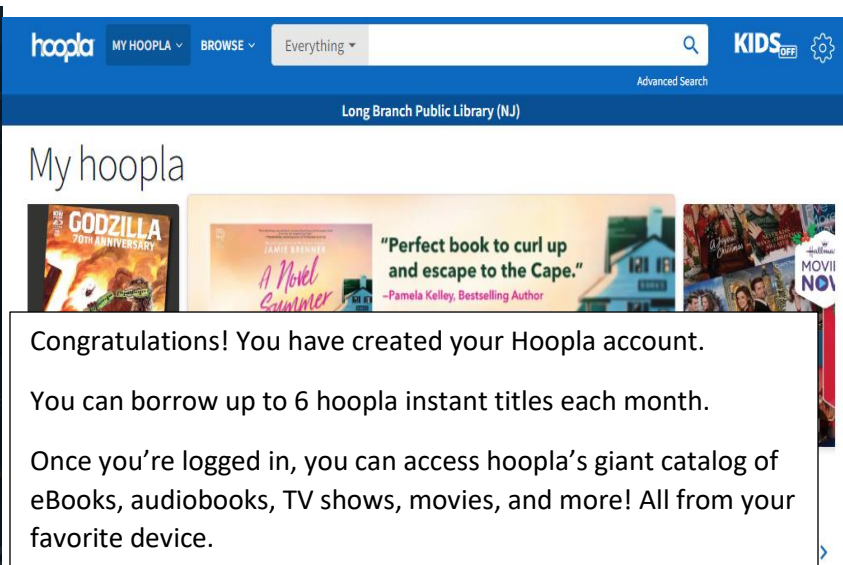 hoopla MY HOOPLA BROWSE Everything KIDS OFF
Advanced Search
Long Branch Public Library (NJ)
My hoopla
GODZILLA
70TH ANNIVERSARY
JAMIE BRENNER
A Novel
Summer
"Perfect book to curl up
and escape to the Cape."
–Pamela Kelley, Bestselling Author
Hallmark
MOVIE
NOW
Congratulations! You have created your Hoopla account.
You can borrow up to 6 hoopla instant titles each month.
Once you’re logged in, you can access hoopla’s giant catalog of
eBooks, audiobooks, TV shows, movies, and more! All from your
favorite device.